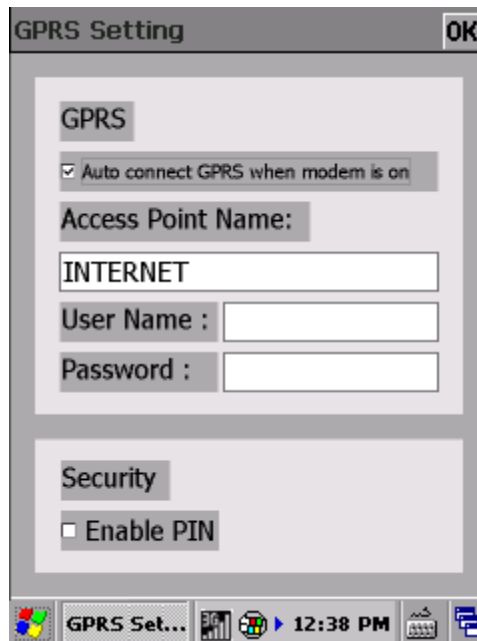 GPRS Setting OK
GPRS
Auto connect GPRS when modem is on
Access Point Name:
INTERNET
User Name :
Password :
Security
Enable PIN
GPRS Set... 12:38 PM